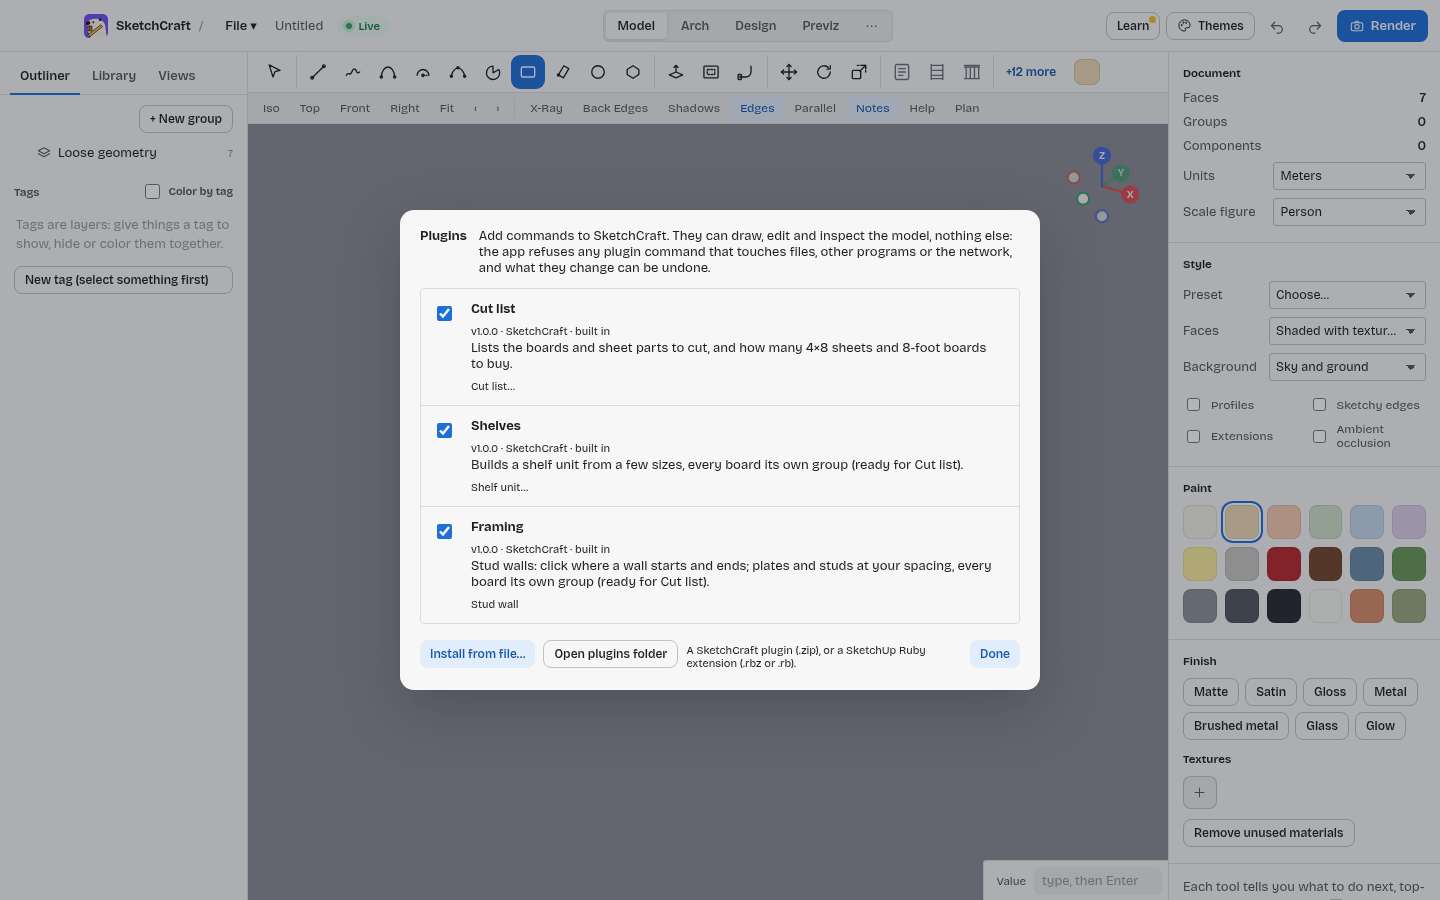 SketchCraft / File ▾ Untitled Live
Model Arch Design Previz ···
Learn Themes Render
Outliner Library Views
+ New group
Loose geometry 7
Tags Color by tag
Tags are layers: give things a tag to
show, hide or color them together.
New tag (select something first)
+12 more
Iso Top Front Right Fit ‹ › X-Ray Back Edges Shadows Edges Parallel Notes Help Plan
Z
Y
X
Plugins Add commands to SketchCraft. They can draw, edit and inspect the model, nothing else:
the app refuses any plugin command that touches files, other programs or the network,
and what they change can be undone.
Cut list
v1.0.0 · SketchCraft · built in
Lists the boards and sheet parts to cut, and how many 4×8 sheets and 8-foot boards
to buy.
Cut list...
Shelves
v1.0.0 · SketchCraft · built in
Builds a shelf unit from a few sizes, every board its own group (ready for Cut list).
Shelf unit...
Framing
v1.0.0 · SketchCraft · built in
Stud walls: click where a wall starts and ends; plates and studs at your spacing, every
board its own group (ready for Cut list).
Stud wall
Install from file... Open plugins folder
A SketchCraft plugin (.zip), or a SketchUp Ruby
extension (.rbz or .rb).
Done
Value type, then Enter
Document
Faces 7
Groups 0
Components 0
Units Meters
Scale figure Person
Style
Preset Choose...
Faces Shaded with textur...
Background Sky and ground
Profiles Sketchy edges
Extensions Ambient
occlusion
Paint
Finish
Matte Satin Gloss Metal
Brushed metal Glass Glow
Textures
+
Remove unused materials
Each tool tells you what to do next, top-